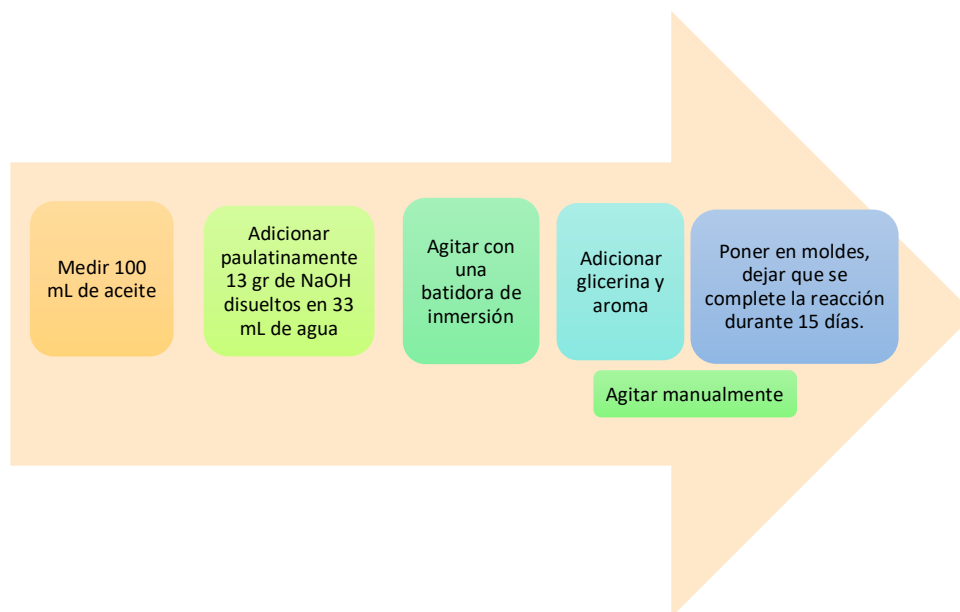 Medir 100
mL de aceite
Adicionar
paulatinamente
13 gr de NaOH
disueltos en 33
mL de agua
Agitar con
una
batidora de
inmersión
Adicionar
glicerina y
aroma
Poner en moldes,
dejar que se
complete la reacción
durante 15 días.
Agitar manualmente